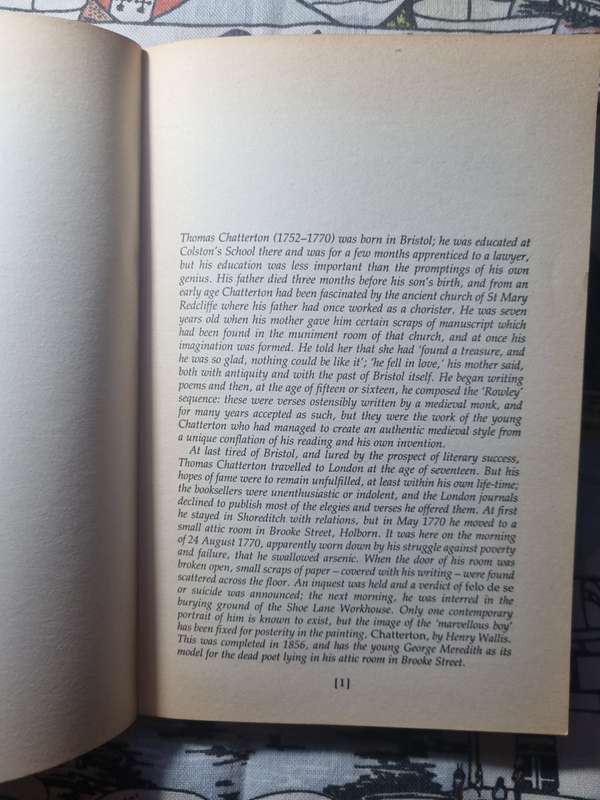 Thomas Chatterton (1752–1770) was born in Bristol; he was educated at
Colston's School there and was for a few months apprenticed to a lawyer,
but his education was less important than the promptings of his own
genius. His father died three months before his son's birth, and from an
early age Chatterton had been fascinated by the ancient church of St Mary
Redcliffe where his father had once worked as a chorister. He was seven
years old when his mother gave him certain scraps of manuscript which
had been found in the muniment room of that church, and at once his
imagination was formed. He told her that she had 'found a treasure, and
he was so glad, nothing could be like it'; 'he fell in love,' his mother said,
both with antiquity and with the past of Bristol itself. He began writing
poems and then, at the age of fifteen or sixteen, he composed the 'Rowley'
sequence: these were verses ostensibly written by a medieval monk, and
for many years accepted as such, but they were the work of the young
Chatterton who had managed to create an authentic medieval style from
a unique conflation of his reading and his own invention.
At last tired of Bristol, and lured by the prospect of literary success,
Thomas Chatterton travelled to London at the age of seventeen. But his
hopes of fame were to remain unfulfilled, at least within his own life-time;
the booksellers were unenthusiastic or indolent, and the London journals
declined to publish most of the elegies and verses he offered them. At first
he stayed in Shoreditch with relations, but in May 1770 he moved to a
small attic room in Brooke Street, Holborn. It was here on the morning
of 24 August 1770, apparently worn down by his struggle against poverty
and failure, that he swallowed arsenic. When the door of his room was
broken open, small scraps of paper – covered with his writing – were found
scattered across the floor. An inquest was held and a verdict of felo de se
or suicide was announced; the next morning, he was interred in the
burying ground of the Shoe Lane Workhouse. Only one contemporary
portrait of him is known to exist, but the image of the 'marvellous boy'
has been fixed for posterity in the painting, Chatterton, by Henry Wallis.
This was completed in 1856, and has the young George Meredith as its
model for the dead poet lying in his attic room in Brooke Street.
[1]